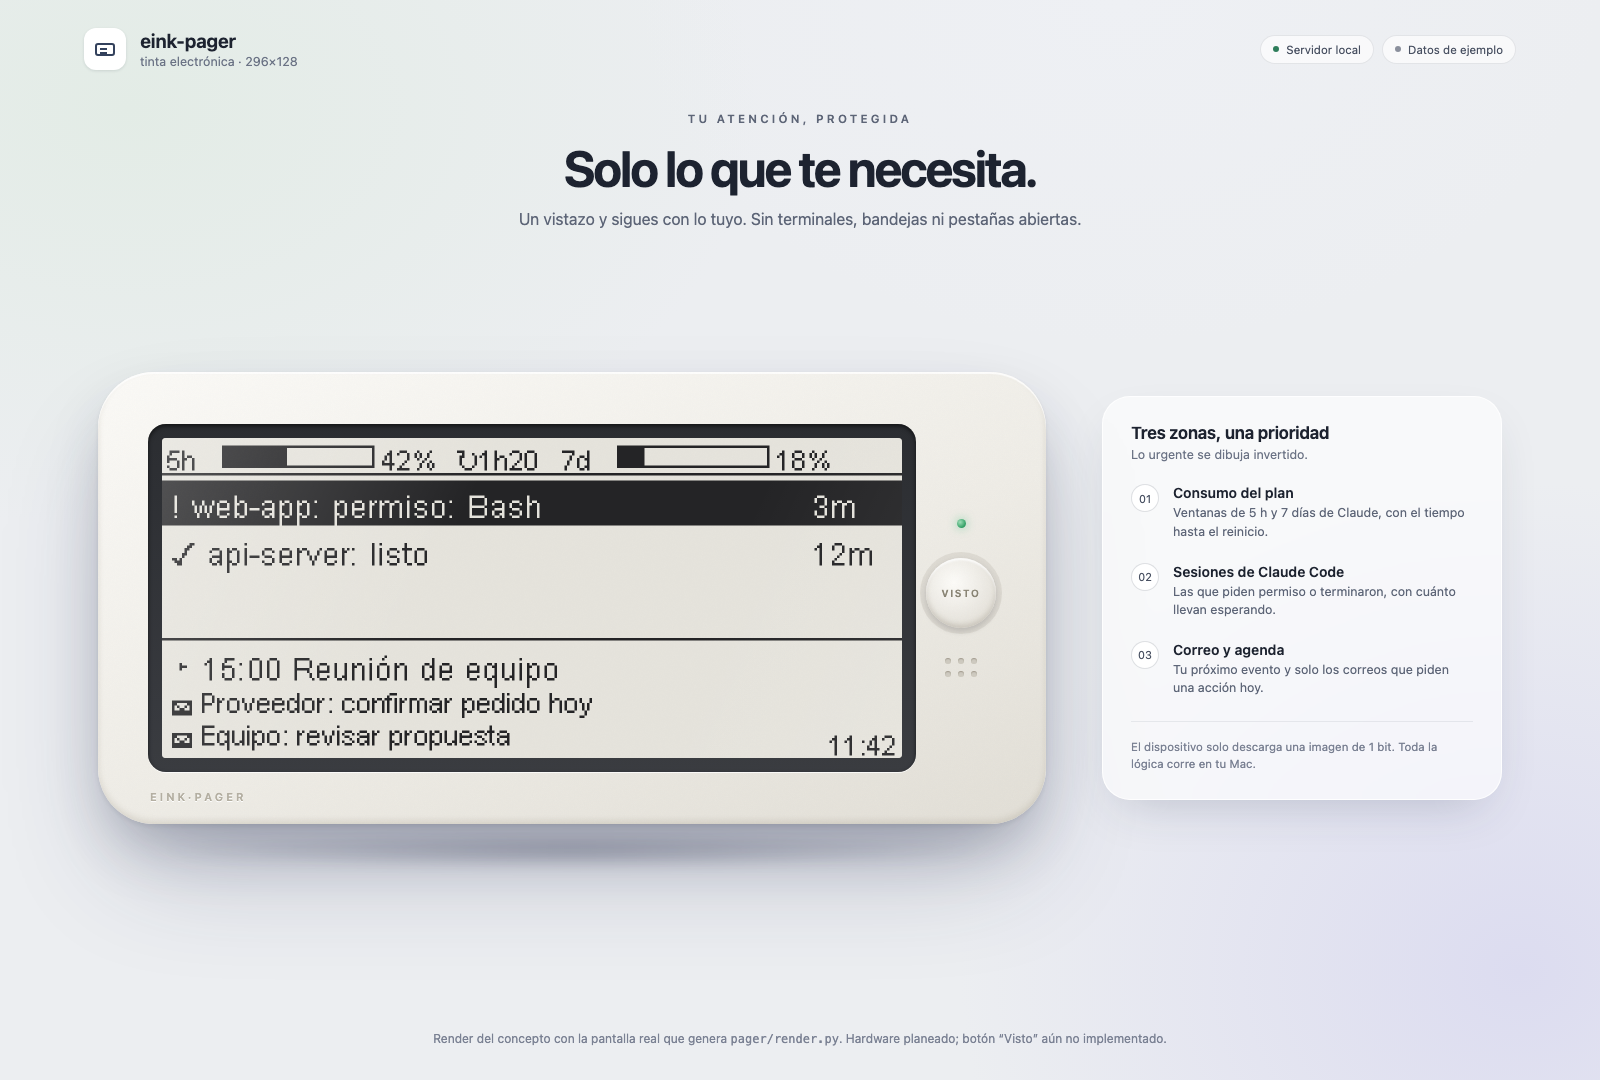 eink-pager
tinta electrónica · 296×128
Servidor local
Datos de ejemplo
TU ATENCIÓN, PROTEGIDA
Solo lo que te necesita.
Un vistazo y sigues con lo tuyo. Sin terminales, bandejas ni pestañas abiertas.
5h 42% ↻1h20 7d 18%
! web-app: permiso: Bash 3m
✓ api-server: listo 12m
15:00 Reunión de equipo
Proveedor: confirmar pedido hoy
Equipo: revisar propuesta
11:42
VISTO
EINK·PAGER
Tres zonas, una prioridad
Lo urgente se dibuja invertido.
01
Consumo del plan
Ventanas de 5 h y 7 días de Claude, con el tiempo
hasta el reinicio.
02
Sesiones de Claude Code
Las que piden permiso o terminaron, con cuánto
llevan esperando.
03
Correo y agenda
Tu próximo evento y solo los correos que piden
una acción hoy.
El dispositivo solo descarga una imagen de 1 bit. Toda la
lógica corre en tu Mac.
Render del concepto con la pantalla real que genera pager/render.py. Hardware planeado; botón “Visto” aún no implementado.